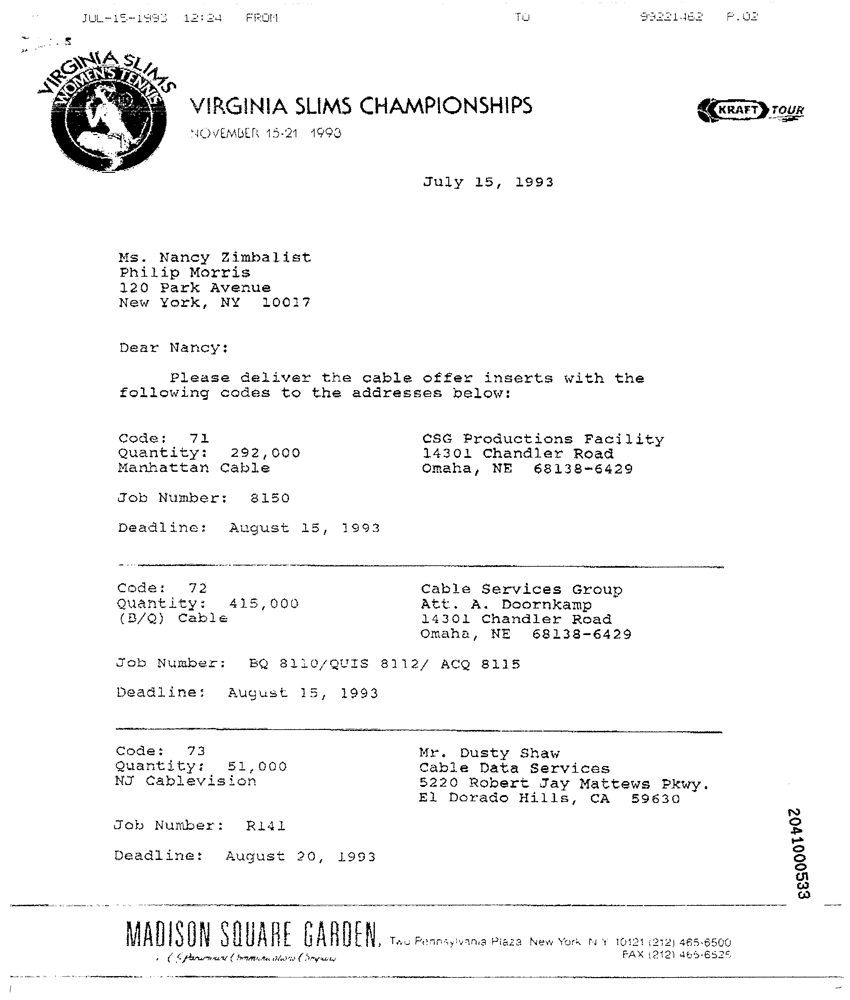 JUL-15-1993 12:24 FROM TO 99221462 P.02
VIRGINIA SLIMS
WOMEN'S TENNIS
VIRGINIA SLIMS CHAMPIONSHIPS
KRAFT TOUR
NOVEMBER 15-21 1993
July 15, 1993
Ms. Nancy Zimbalist
Philip Morris
120 Park Avenue
New York, NY 10017
Dear Nancy:
Please deliver the cable offer inserts with the
following codes to the addresses below:
Code: 71 CSG Productions Facility
Quantity: 292,000 14301 Chandler Road
Manhattan Cable Omaha, NE 68138-6429
Job Number: 8150
Deadline: August 15, 1993
Code: 72 Cable Services Group
Quantity: 415,000 Att. A. Doornkamp
(B/Q) Cable 14301 Chandler Road
Omaha, NE 68138-6429
Job Number: BQ 8110/QUIS 8112/ ACQ 8115
Deadline: August 15, 1993
Code: 73 Mr. Dusty Shaw
Quantity: 51,000 Cable Data Services
NJ Cablevision 5220 Robert Jay Mattews Pkwy.
El Dorado Hills, CA 59630
Job Number: R141
Deadline: August 20, 1993
2041000533
MADISON SQUARE GARDEN, Two Pennsylvania Plaza New York N Y 10121 (212) 465-6500
A Paramount Communications Company FAX (212) 465-6525